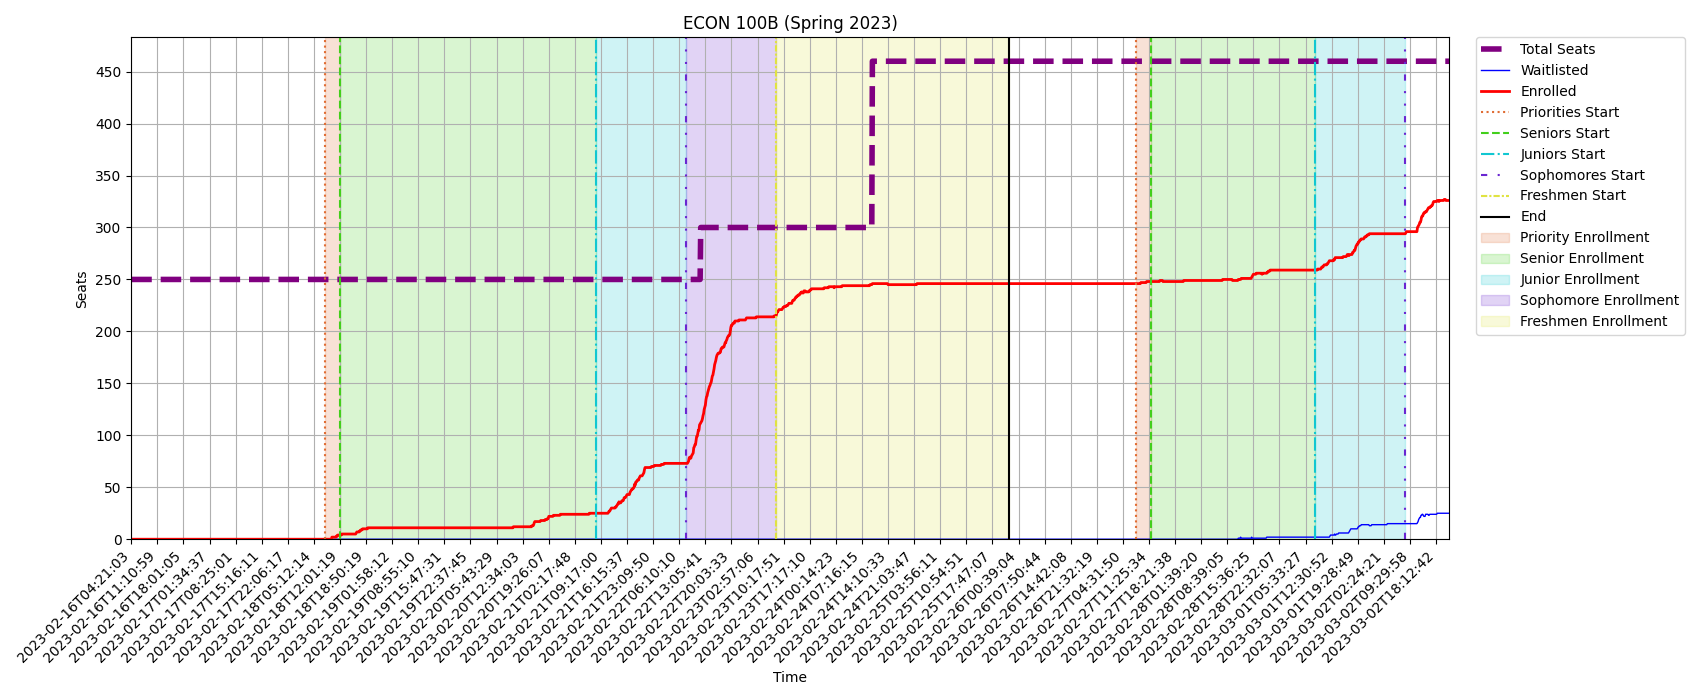 ECON 100B (Spring 2023)
Seats
450
400
350
300
250
200
150
100
50
0
2023-02-16T04:21:03
2023-02-16T11:10:59
2023-02-16T18:01:05
2023-02-17T01:34:37
2023-02-17T08:25:01
2023-02-17T15:16:11
2023-02-17T22:06:17
2023-02-18T05:12:14
2023-02-18T12:01:19
2023-02-18T18:50:19
2023-02-19T01:58:12
2023-02-19T08:55:10
2023-02-19T15:47:31
2023-02-19T22:37:45
2023-02-20T05:43:29
2023-02-20T12:34:03
2023-02-20T19:26:07
2023-02-21T02:17:48
2023-02-21T09:17:00
2023-02-21T16:15:37
2023-02-21T23:09:50
2023-02-22T06:10:10
2023-02-22T13:05:41
2023-02-22T20:03:33
2023-02-23T02:57:06
2023-02-23T10:17:51
2023-02-23T17:17:10
2023-02-24T00:14:23
2023-02-24T07:16:15
2023-02-24T14:10:33
2023-02-24T21:03:47
2023-02-25T03:56:11
2023-02-25T10:54:51
2023-02-25T17:47:07
2023-02-26T00:39:04
2023-02-26T07:50:44
2023-02-26T14:42:08
2023-02-26T21:32:19
2023-02-27T04:31:50
2023-02-27T11:25:34
2023-02-27T18:21:38
2023-02-28T01:39:20
2023-02-28T08:39:05
2023-02-28T15:36:25
2023-02-28T22:32:07
2023-03-01T05:33:27
2023-03-01T12:30:52
2023-03-01T19:28:49
2023-03-02T02:24:21
2023-03-02T09:29:58
2023-03-02T18:12:42
Time
Total Seats
Waitlisted
Enrolled
Priorities Start
Seniors Start
Juniors Start
Sophomores Start
Freshmen Start
End
Priority Enrollment
Senior Enrollment
Junior Enrollment
Sophomore Enrollment
Freshmen Enrollment